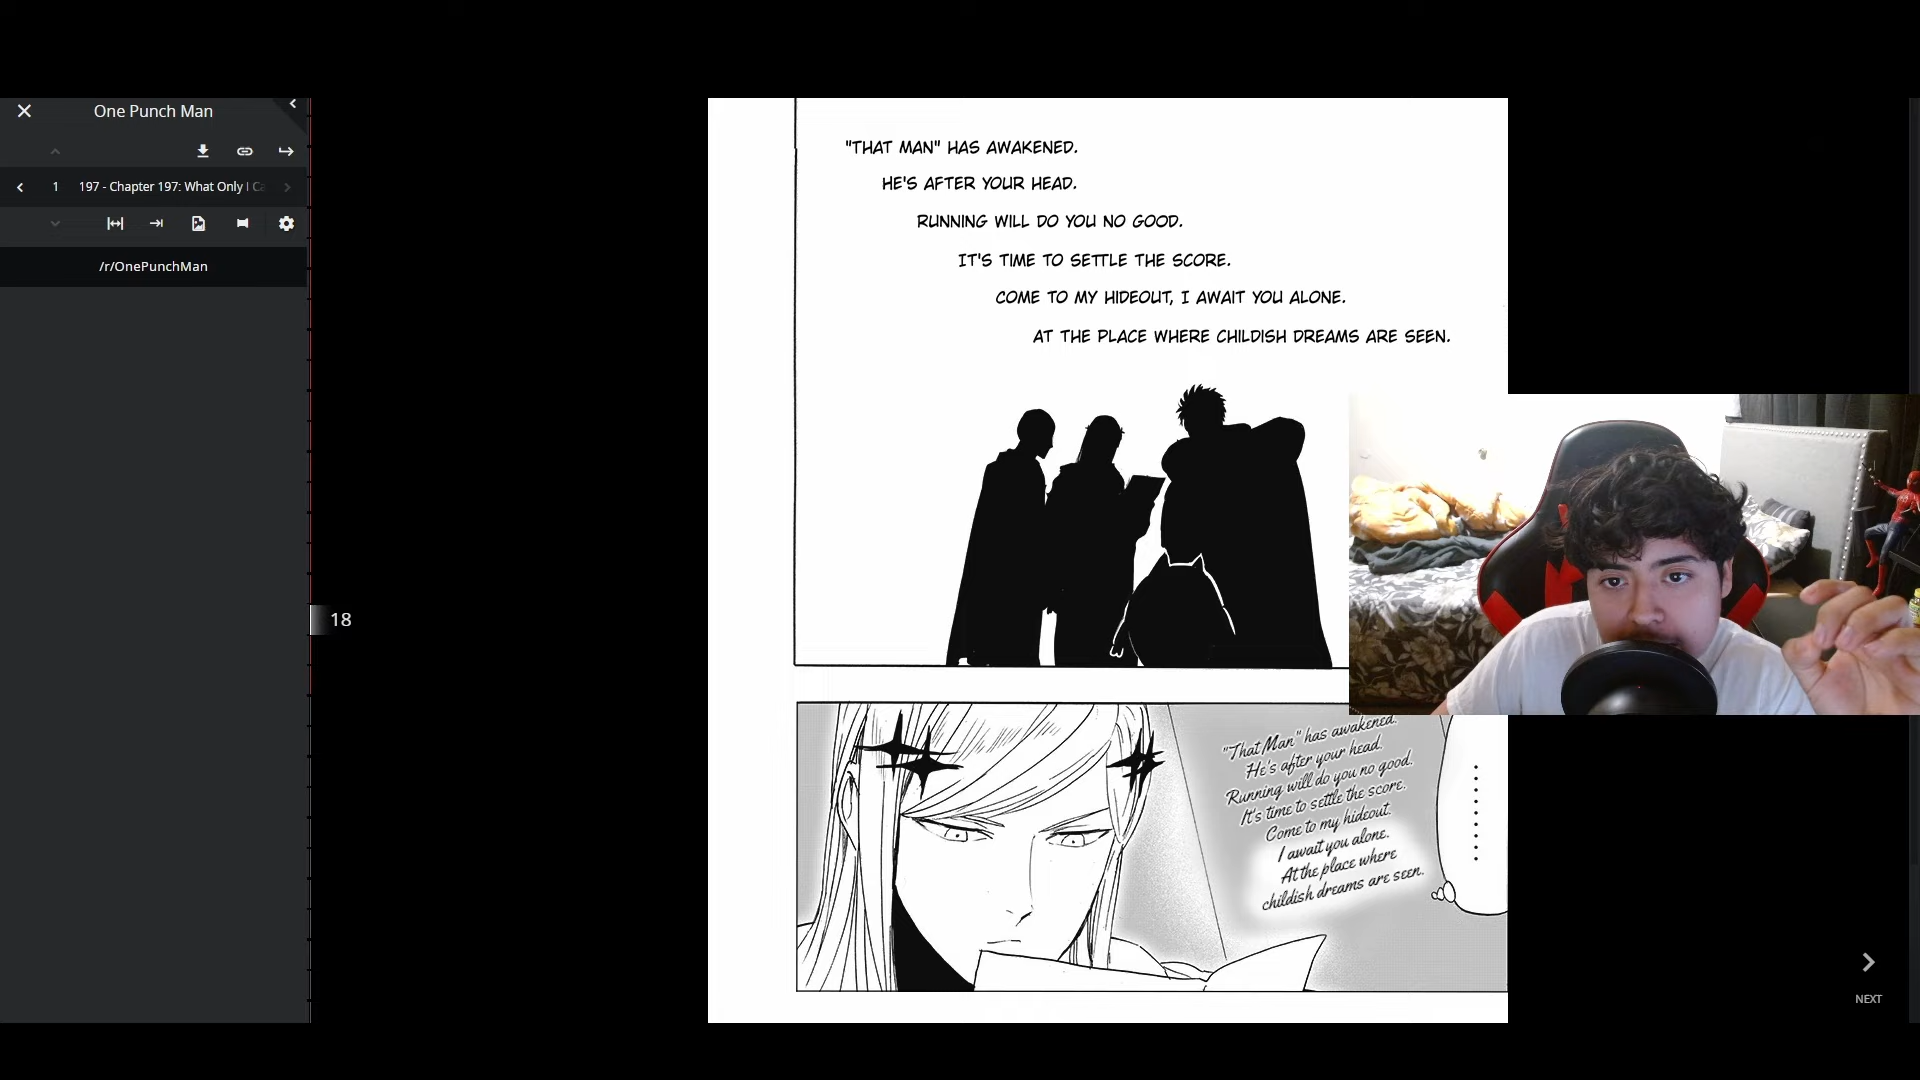 One Punch Man
1 197 - Chapter 197: What Only I Ca
/r/OnePunchMan
18
"THAT MAN" HAS AWAKENED.
HE'S AFTER YOUR HEAD.
RUNNING WILL DO YOU NO GOOD.
IT'S TIME TO SETTLE THE SCORE.
COME TO MY HIDEOUT, I AWAIT YOU ALONE.
AT THE PLACE WHERE CHILDISH DREAMS ARE SEEN.
"That Man" has awakened.
He's after your head.
Running will do you no good.
It's time to settle the score.
Come to my hideout.
I await you alone.
At the place where
childish dreams are seen.
NEXT